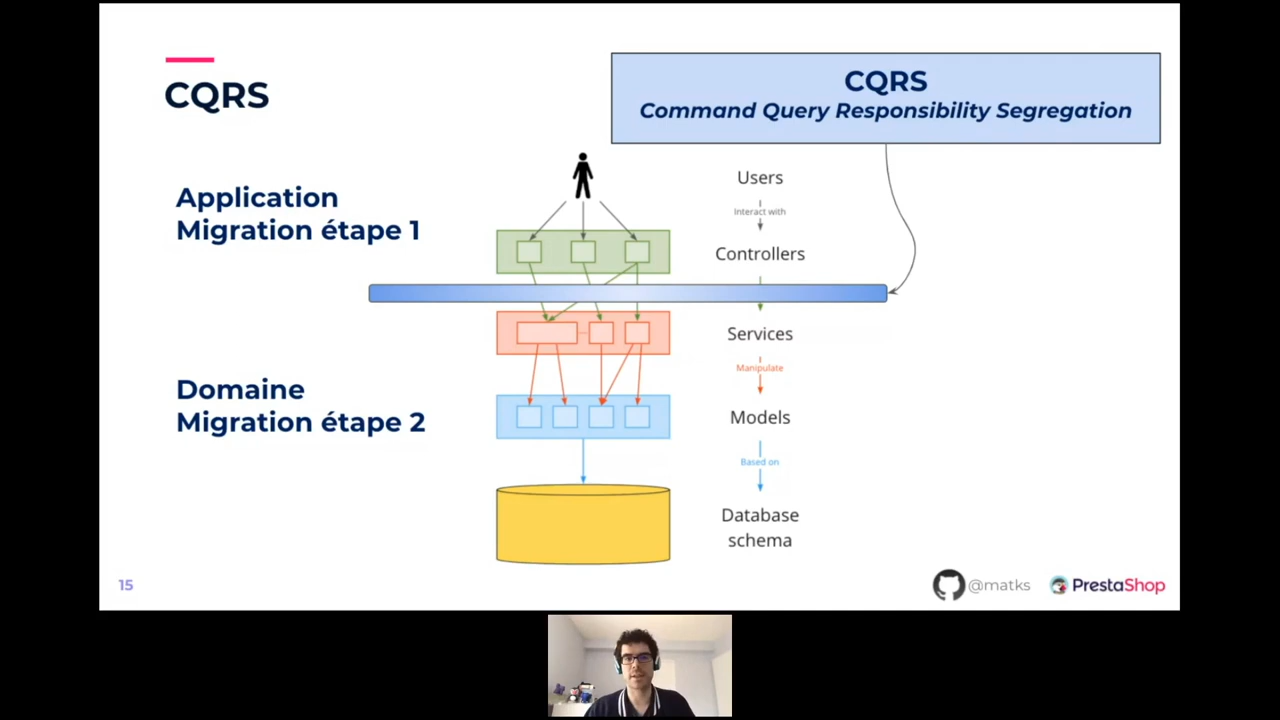 CQRS
CQRS
Command Query Responsibility Segregation
Application
Migration étape 1
Users
Interact with
Controllers
Services
Manipulate
Domaine
Migration étape 2
Models
Based on
Database
schema
15
@matks
PrestaShop